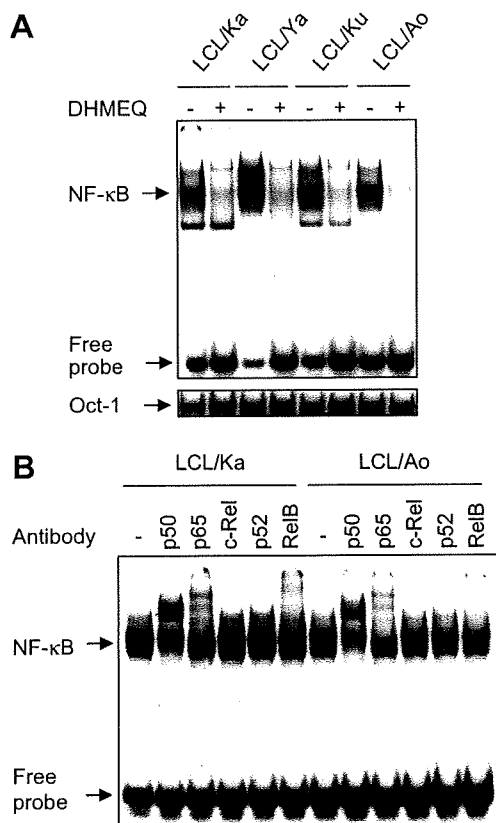 A
LCL/Ka LCL/Ya LCL/Ku LCL/Ao
DHMEQ - + - + - + - +
NF-κB
Free
probe
Oct-1
B
LCL/Ka LCL/Ao
Antibody - p50 p65 c-Rel p52 RelB - p50 p65 c-Rel p52 RelB
NF-κB
Free
probe